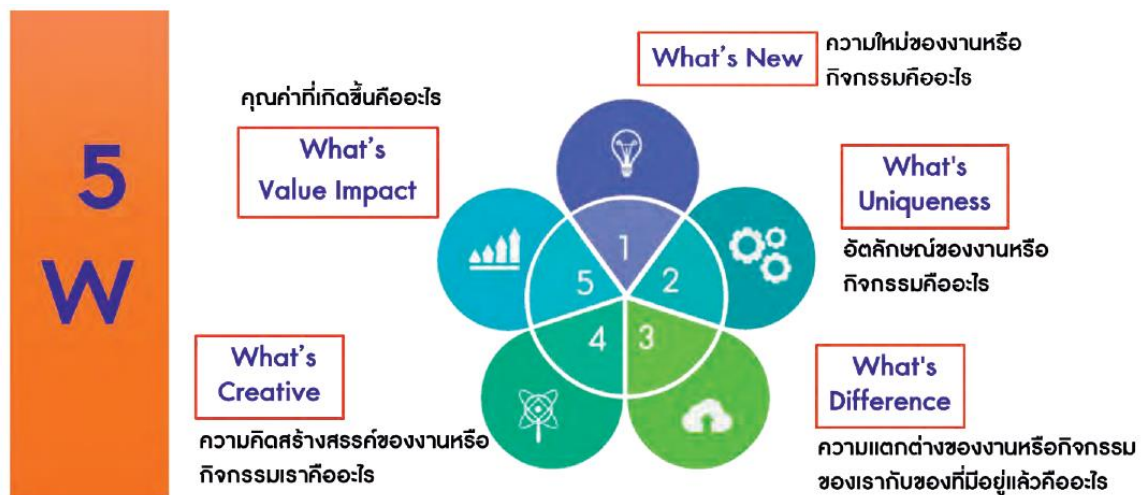 5
W
What's New
ความใหม่ของงานหรือ
กิจกรรมคืออะไร
1
What's
Uniqueness
อัตลักษณ์ของงานหรือ
กิจกรรมคืออะไร
2
What's
Difference
ความแตกต่างของงานหรือกิจกรรม
ของเรากับของที่มีอยู่แล้วคืออะไร
3
What's
Creative
ความคิดสร้างสรรค์ของงานหรือ
กิจกรรมเราคืออะไร
4
คุณค่าที่เกิดขึ้นคืออะไร
What's
Value Impact
5